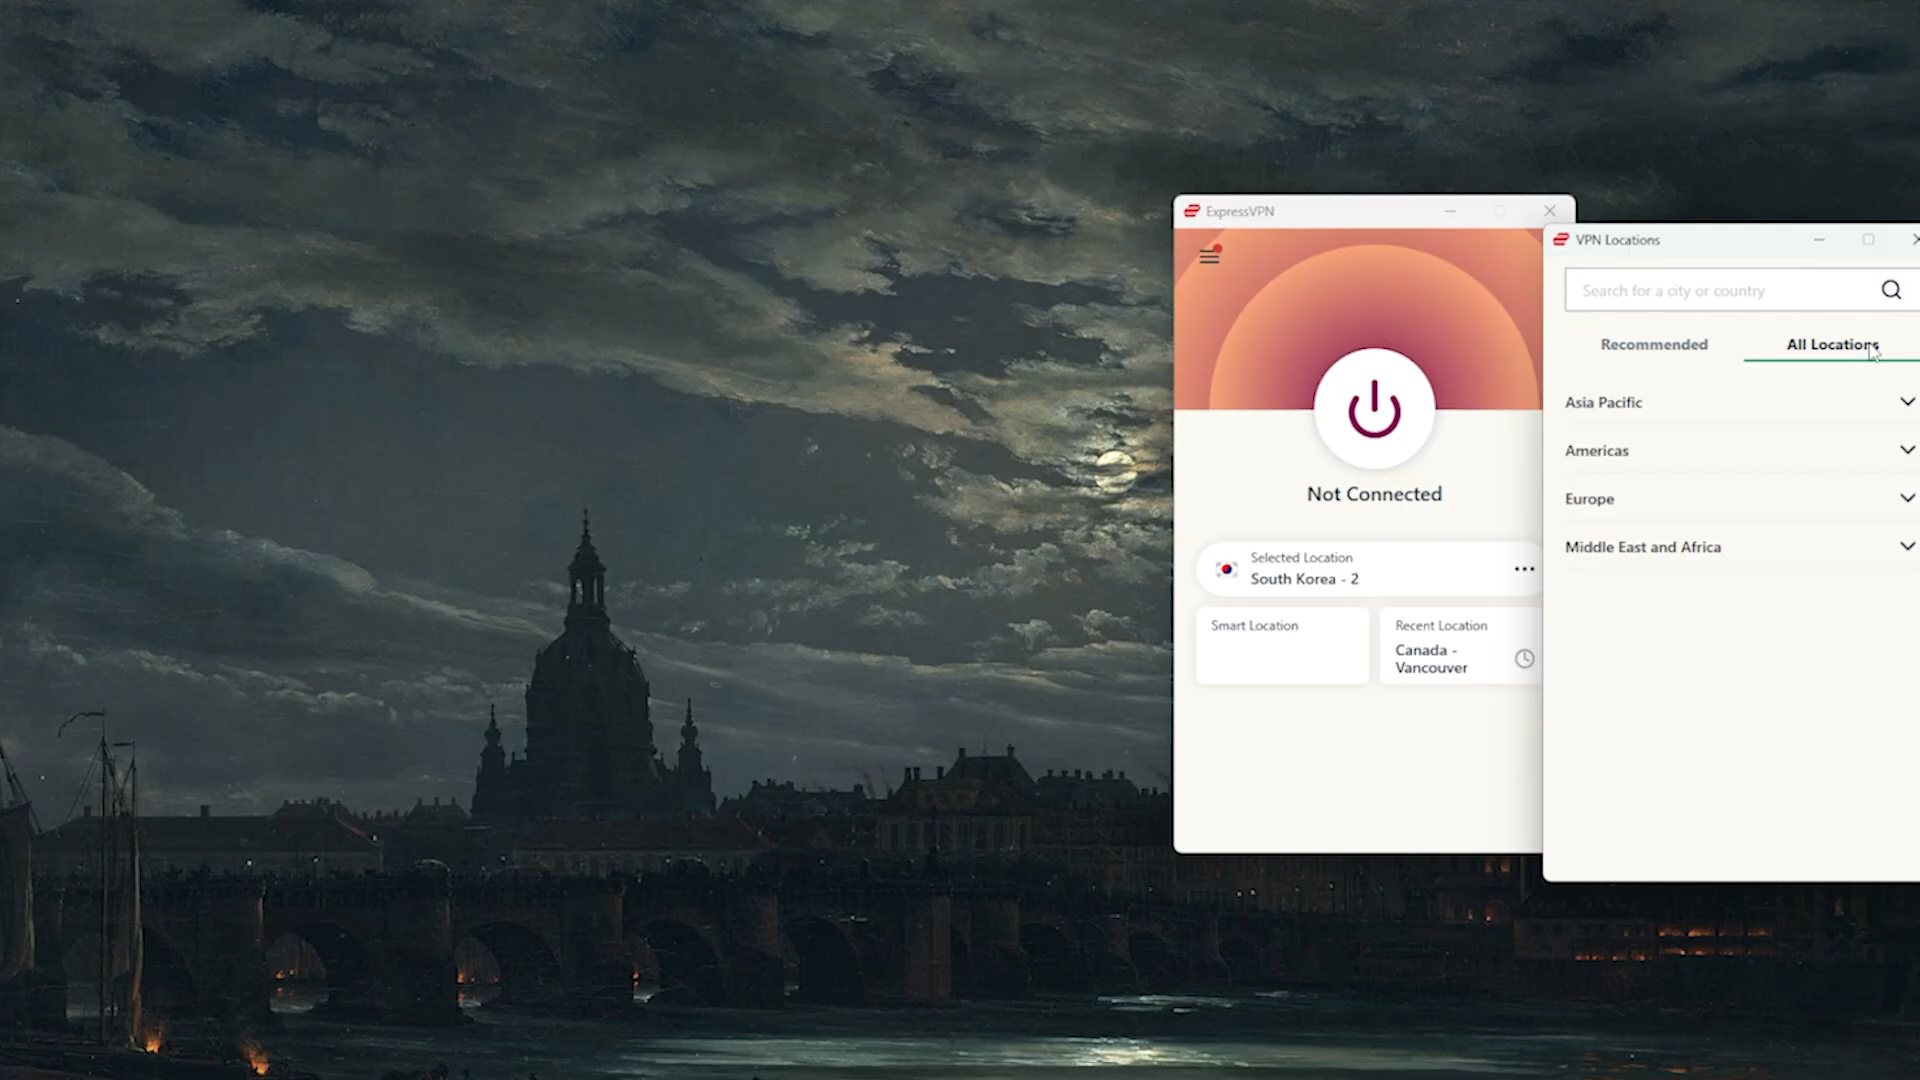 ExpressVPN
Not Connected
Selected Location
South Korea - 2
Smart Location
Recent Location
Canada -
Vancouver
VPN Locations
Search for a city or country
Recommended
All Locations
Asia Pacific
Americas
Europe
Middle East and Africa